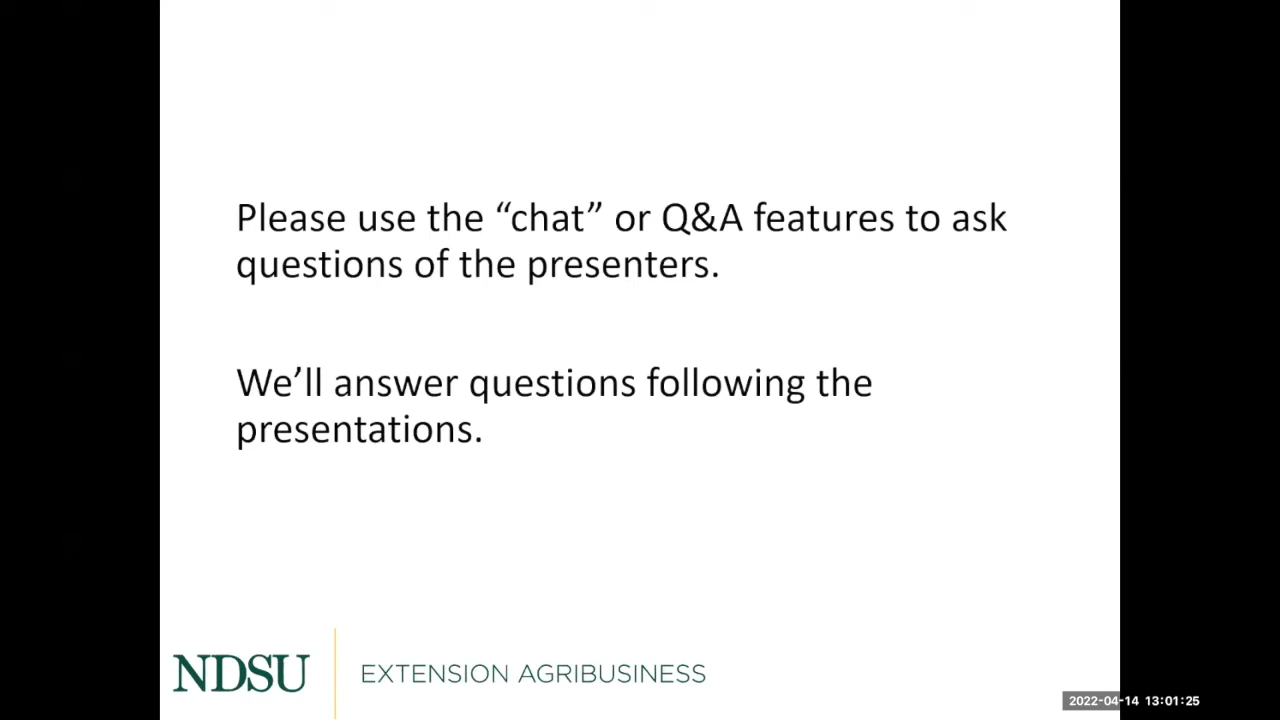 Please use the “chat” or Q&A features to ask
questions of the presenters.
We’ll answer questions following the
presentations.
NDSU
EXTENSION AGRIBUSINESS
2022-04-14 13:01:25